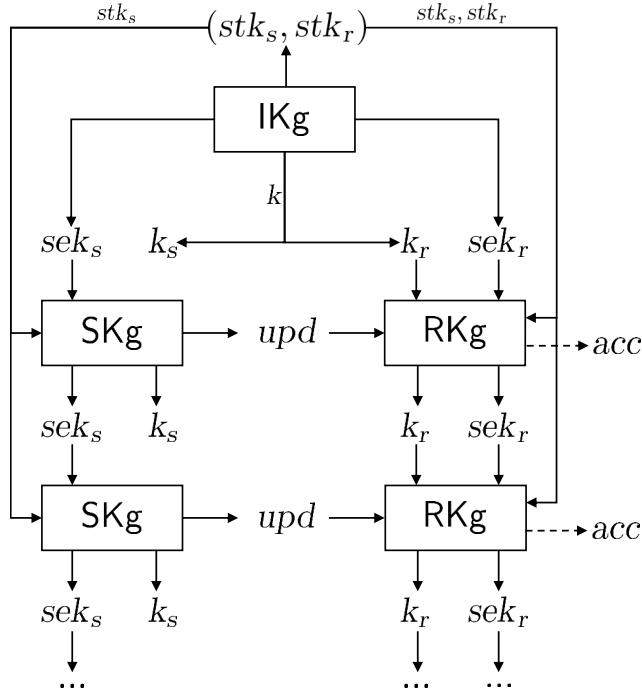 stk_s (stk_s, stk_r) stk_s, stk_r
IKg
k
sek_s k_s k_r sek_r
SKg upd RKg
acc
sek_s k_s k_r sek_r
SKg upd RKg
acc
sek_s k_s k_r sek_r
... ... ...